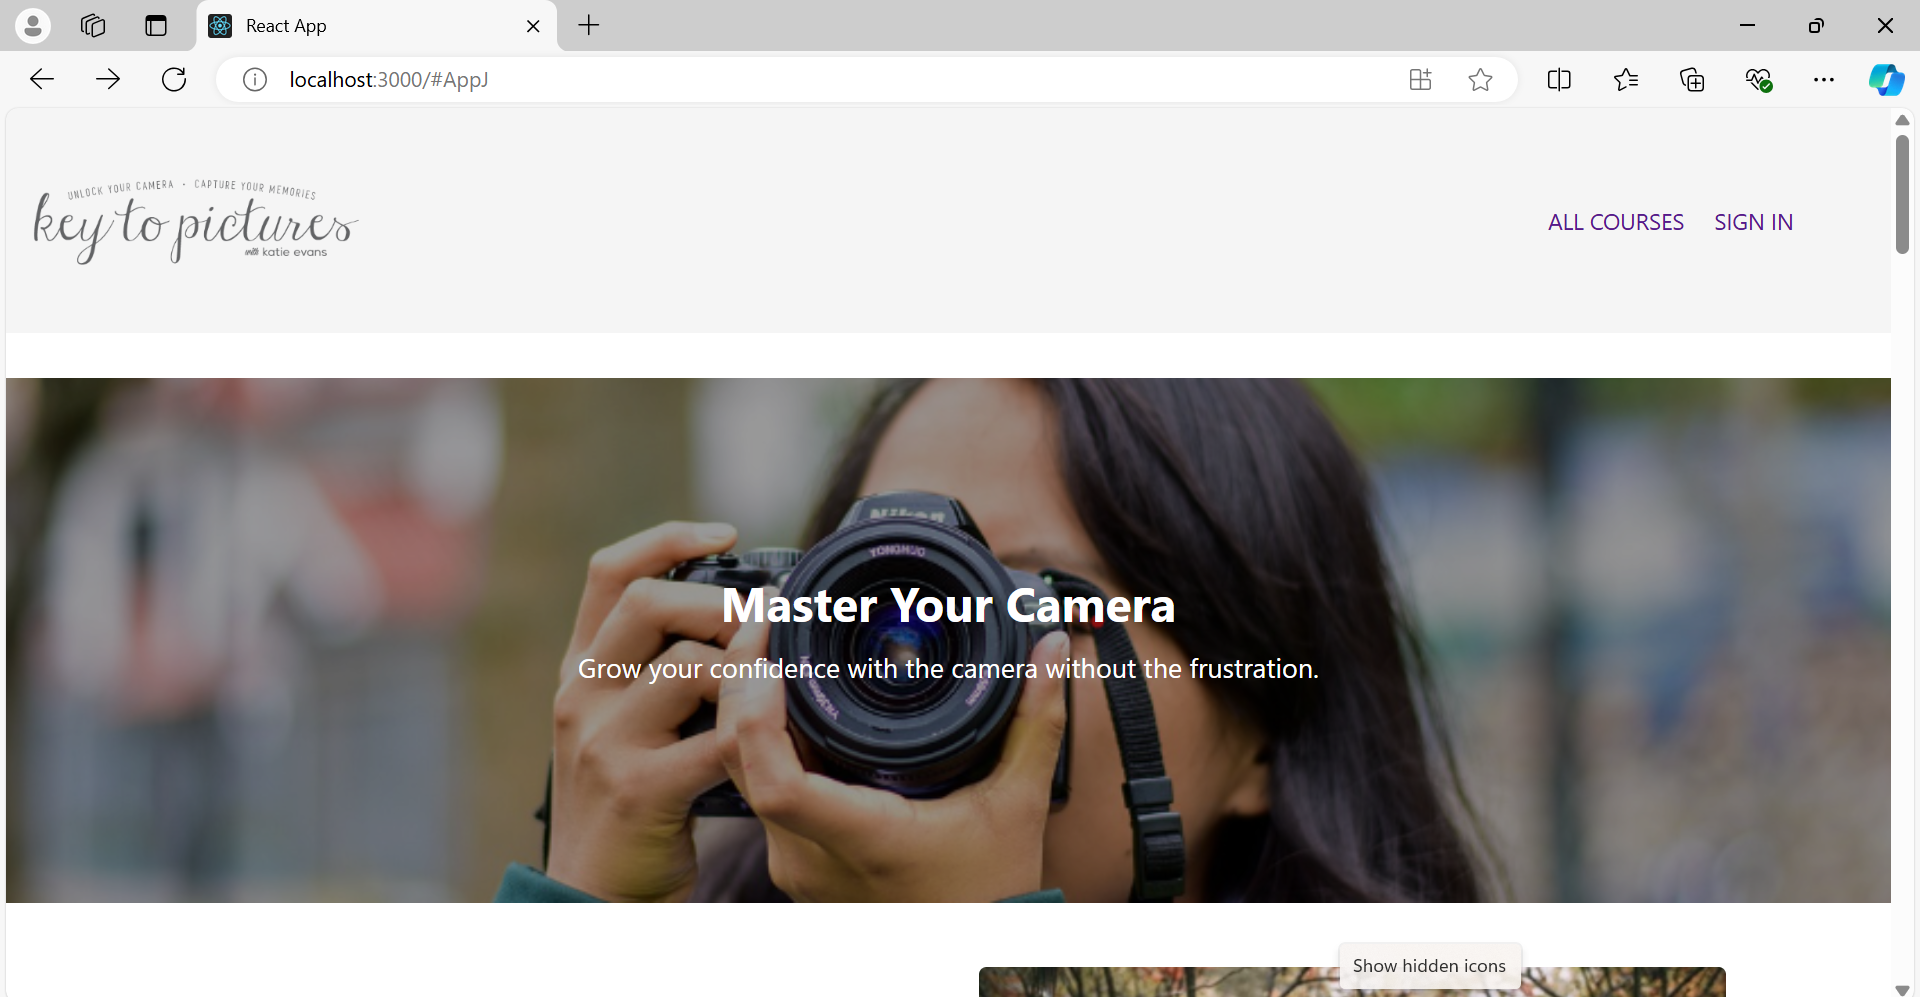 React App
localhost:3000/#AppJ
UNLOCK YOUR CAMERA • CAPTURE YOUR MEMORIES
key to pictures
with katie evans
ALL COURSES SIGN IN
Nikon
YONGNUO
Master Your Camera
Grow your confidence with the camera without the frustration.
Show hidden icons